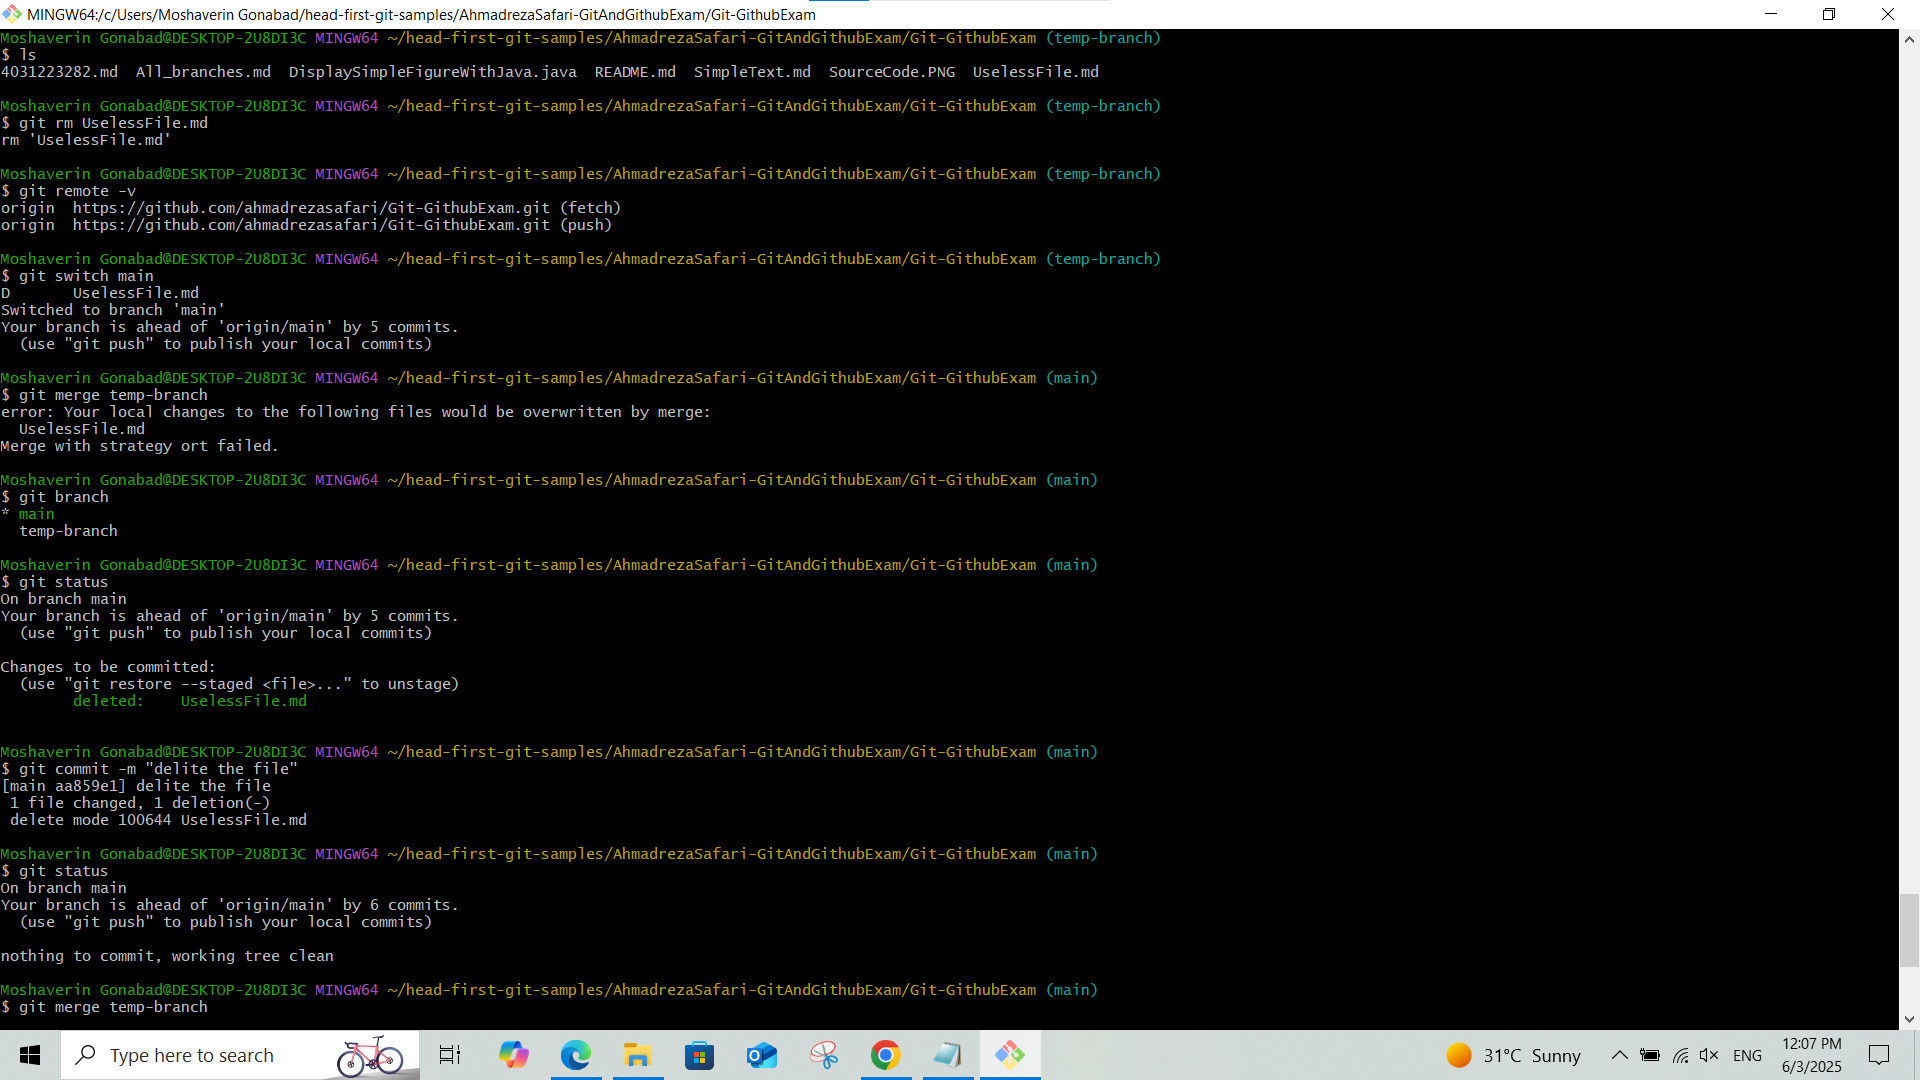 MINGW64:/c/Users/Moshaverin Gonabad/head-first-git-samples/AhmadrezaSafari-GitAndGithubExam/Git-GithubExam
Moshaverin Gonabad@DESKTOP-2U8DI3C MINGW64 ~/head-first-git-samples/AhmadrezaSafari-GitAndGithubExam/Git-GithubExam (temp-branch)
$ ls
4031223282.md  All_branches.md  DisplaySimpleFigureWithJava.java  README.md  SimpleText.md  SourceCode.PNG  UselessFile.md
Moshaverin Gonabad@DESKTOP-2U8DI3C MINGW64 ~/head-first-git-samples/AhmadrezaSafari-GitAndGithubExam/Git-GithubExam (temp-branch)
$ git rm UselessFile.md
rm 'UselessFile.md'
Moshaverin Gonabad@DESKTOP-2U8DI3C MINGW64 ~/head-first-git-samples/AhmadrezaSafari-GitAndGithubExam/Git-GithubExam (temp-branch)
$ git remote -v
origin  https://github.com/ahmadrezasafari/Git-GithubExam.git (fetch)
origin  https://github.com/ahmadrezasafari/Git-GithubExam.git (push)
Moshaverin Gonabad@DESKTOP-2U8DI3C MINGW64 ~/head-first-git-samples/AhmadrezaSafari-GitAndGithubExam/Git-GithubExam (temp-branch)
$ git switch main
D       UselessFile.md
Switched to branch 'main'
Your branch is ahead of 'origin/main' by 5 commits.
  (use "git push" to publish your local commits)
Moshaverin Gonabad@DESKTOP-2U8DI3C MINGW64 ~/head-first-git-samples/AhmadrezaSafari-GitAndGithubExam/Git-GithubExam (main)
$ git merge temp-branch
error: Your local changes to the following files would be overwritten by merge:
  UselessFile.md
Merge with strategy ort failed.
Moshaverin Gonabad@DESKTOP-2U8DI3C MINGW64 ~/head-first-git-samples/AhmadrezaSafari-GitAndGithubExam/Git-GithubExam (main)
$ git branch
* main
  temp-branch
Moshaverin Gonabad@DESKTOP-2U8DI3C MINGW64 ~/head-first-git-samples/AhmadrezaSafari-GitAndGithubExam/Git-GithubExam (main)
$ git status
On branch main
Your branch is ahead of 'origin/main' by 5 commits.
  (use "git push" to publish your local commits)
Changes to be committed:
  (use "git restore --staged <file>..." to unstage)
        deleted:    UselessFile.md
Moshaverin Gonabad@DESKTOP-2U8DI3C MINGW64 ~/head-first-git-samples/AhmadrezaSafari-GitAndGithubExam/Git-GithubExam (main)
$ git commit -m "delite the file"
[main aa859e1] delite the file
 1 file changed, 1 deletion(-)
 delete mode 100644 UselessFile.md
Moshaverin Gonabad@DESKTOP-2U8DI3C MINGW64 ~/head-first-git-samples/AhmadrezaSafari-GitAndGithubExam/Git-GithubExam (main)
$ git status
On branch main
Your branch is ahead of 'origin/main' by 6 commits.
  (use "git push" to publish your local commits)
nothing to commit, working tree clean
Moshaverin Gonabad@DESKTOP-2U8DI3C MINGW64 ~/head-first-git-samples/AhmadrezaSafari-GitAndGithubExam/Git-GithubExam (main)
$ git merge temp-branch
Type here to search
31°C Sunny
ENG
12:07 PM
6/3/2025